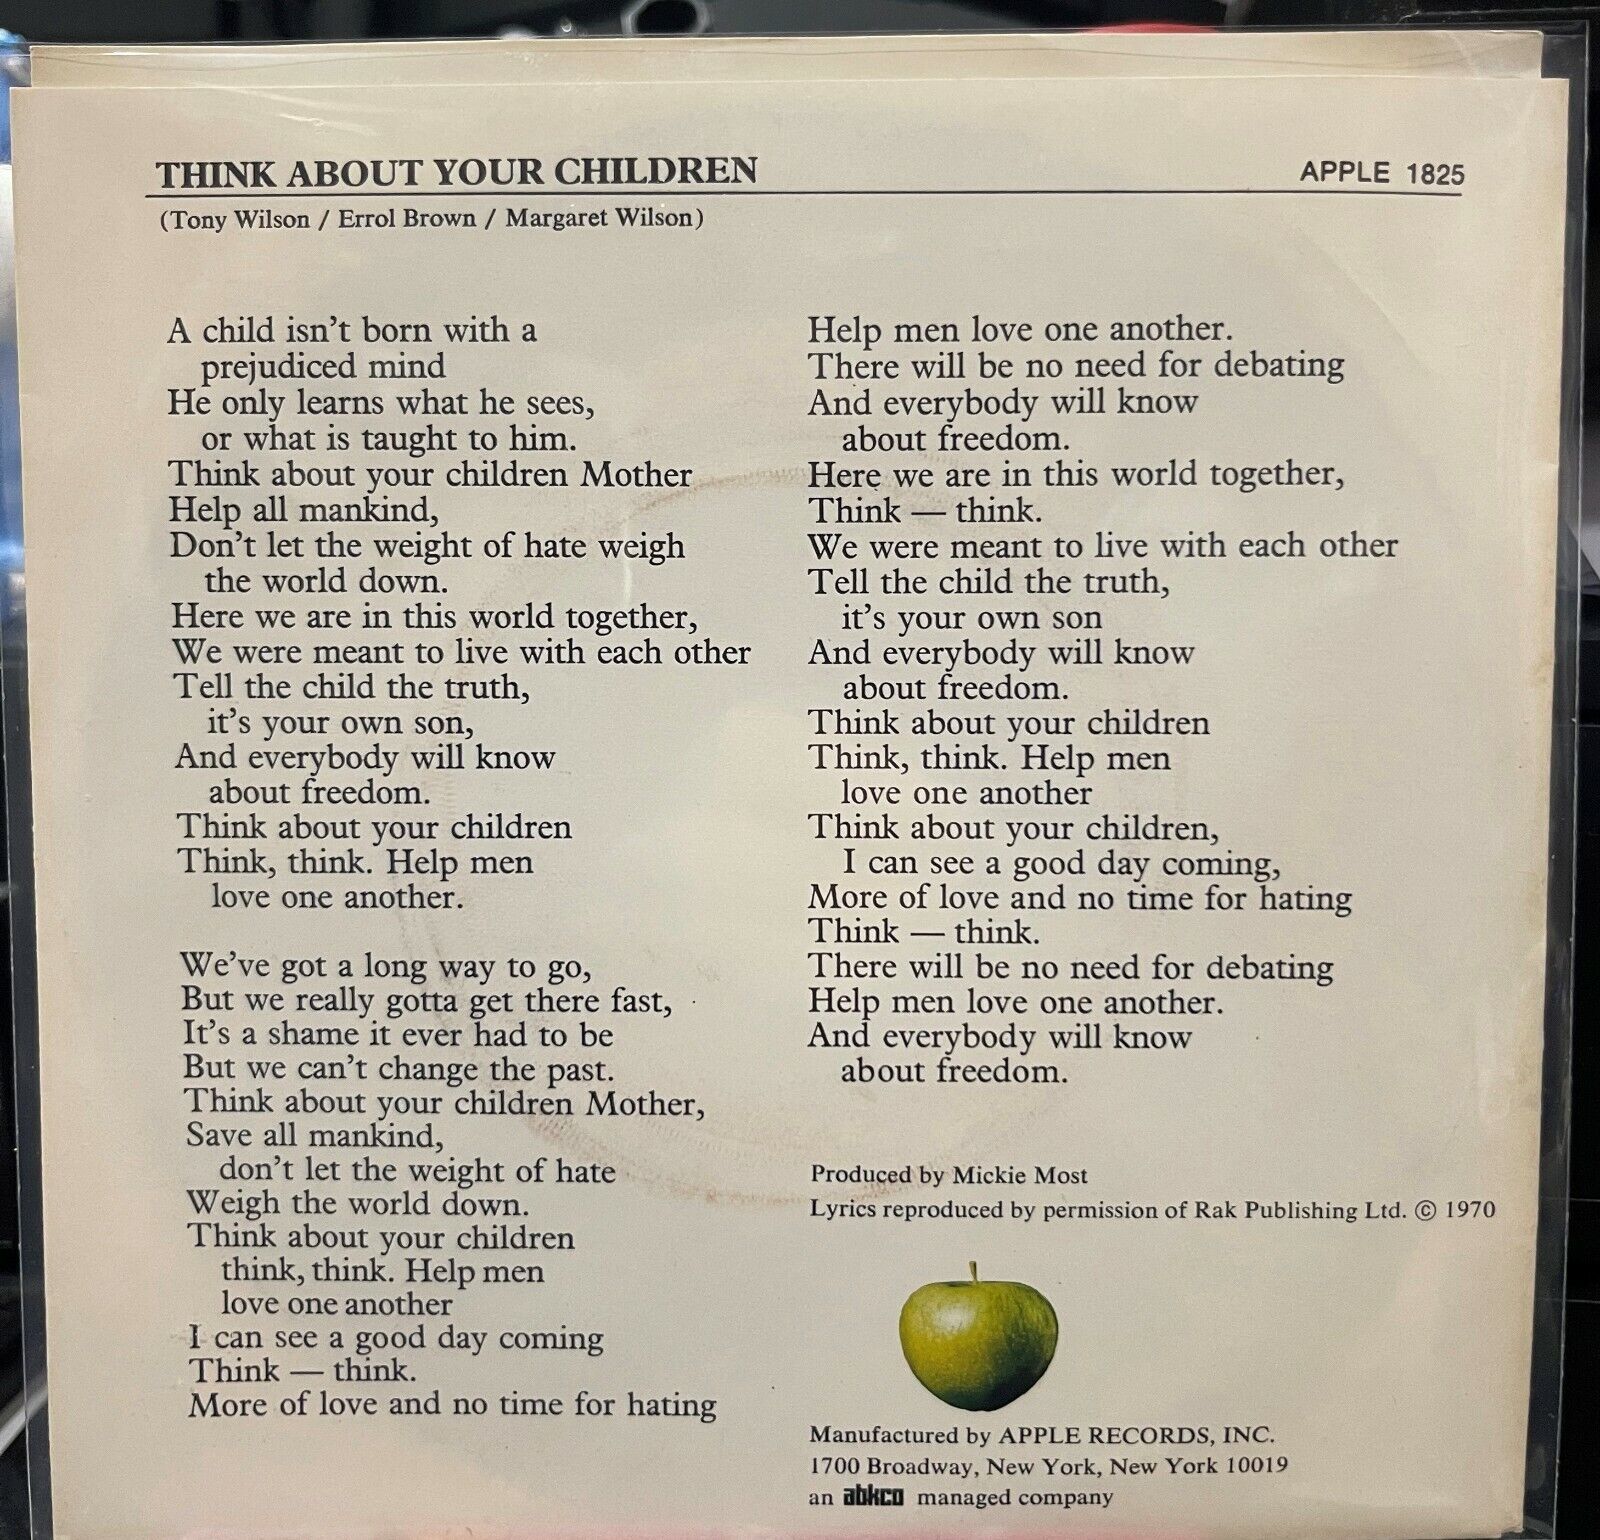 THINK ABOUT YOUR CHILDREN
APPLE 1825
(Tony Wilson / Errol Brown / Margaret Wilson)
A child isn't born with a
prejudiced mind
He only learns what he sees,
or what is taught to him.
Think about your children Mother
Help all mankind,
Don't let the weight of hate weigh
the world down.
Here we are in this world together,
We were meant to live with each other
Tell the child the truth,
it's your own son,
And everybody will know
about freedom.
Think about your children
Think, think. Help men
love one another.
We've got a long way to go,
But we really gotta get there fast,
It's a shame it ever had to be
But we can't change the past.
Think about your children Mother,
Save all mankind,
don't let the weight of hate
Weigh the world down.
Think about your children
think, think. Help men
love one another
I can see a good day coming
Think — think.
More of love and no time for hating
Help men love one another.
There will be no need for debating
And everybody will know
about freedom.
Here we are in this world together,
Think — think.
We were meant to live with each other
Tell the child the truth,
it's your own son
And everybody will know
about freedom.
Think about your children
Think, think. Help men
love one another
Think about your children,
I can see a good day coming,
More of love and no time for hating
Think — think.
There will be no need for debating
Help men love one another.
And everybody will know
about freedom.
Produced by Mickie Most
Lyrics reproduced by permission of Rak Publishing Ltd. © 1970
Manufactured by APPLE RECORDS, INC.
1700 Broadway, New York, New York 10019
an abkco managed company